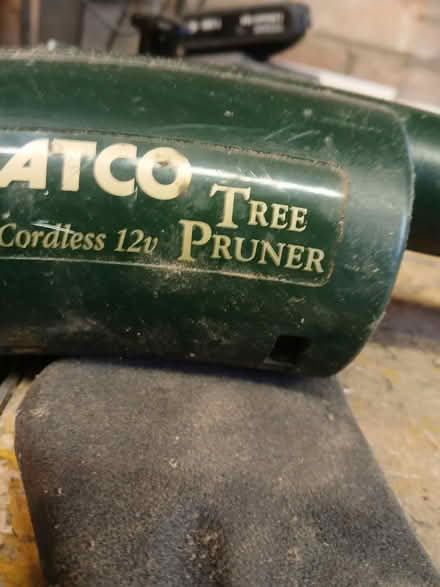 ATCO
Cordless 12v
TREE
PRUNER